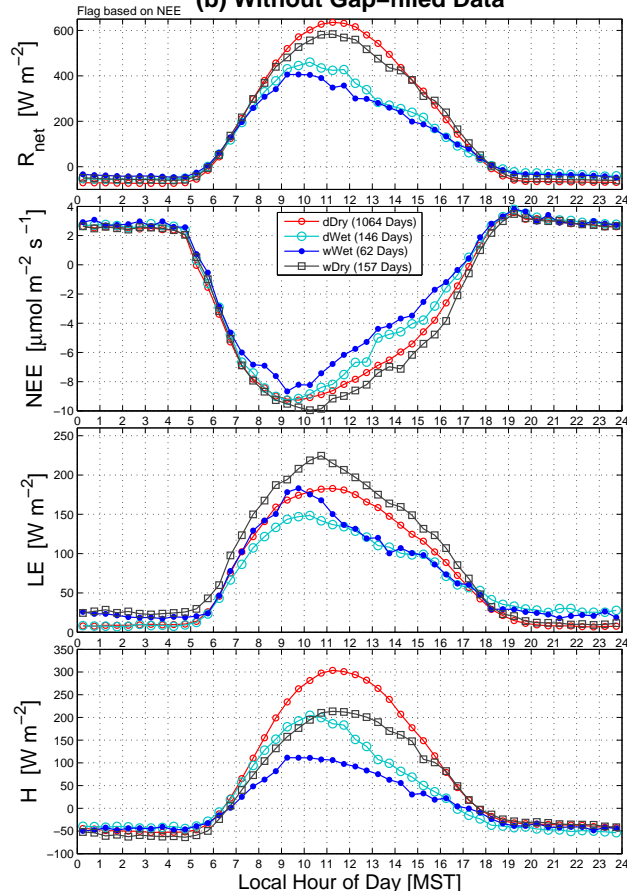 (b) Without Gap−filled Data
Flag based on NEE
600
400
200
0
R_net [W m−2]
0 1 2 3 4 5 6 7 8 9 10 11 12 13 14 15 16 17 18 19 20 21 22 23 24
4
2
0
−2
−4
−6
−8
−10
NEE [μmol m−2 s−1]
dDry (1064 Days)
dWet (146 Days)
wWet (62 Days)
wDry (157 Days)
0 1 2 3 4 5 6 7 8 9 10 11 12 13 14 15 16 17 18 19 20 21 22 23 24
250
200
150
100
50
0
LE [W m−2]
0 1 2 3 4 5 6 7 8 9 10 11 12 13 14 15 16 17 18 19 20 21 22 23 24
350
300
250
200
150
100
50
0
−50
−100
H [W m−2]
0 1 2 3 4 5 6 7 8 9 10 11 12 13 14 15 16 17 18 19 20 21 22 23 24
Local Hour of Day [MST]